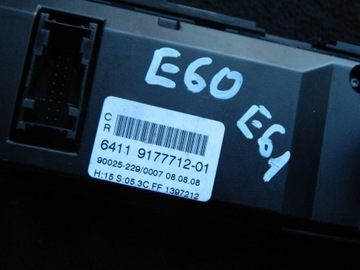 E60
E61
C
R
6411 9177712-01
90025-229/0007 08.08.08
H:15 S:05 3C.FF 1397212